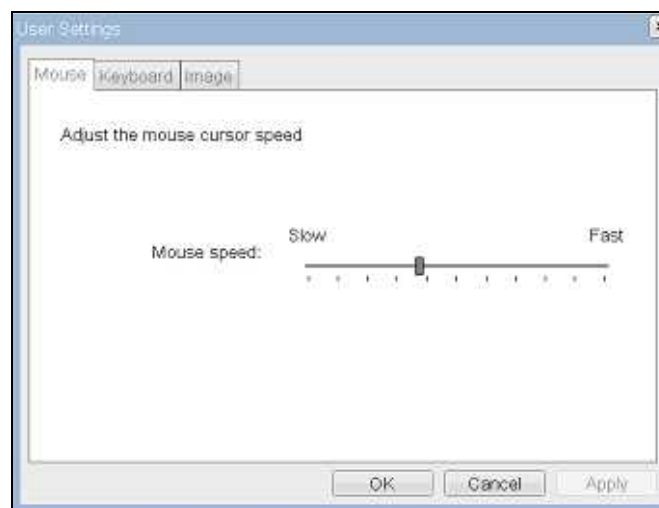 User Settings
Mouse Keyboard Image
Adjust the mouse cursor speed
Slow Fast
Mouse speed:
OK Cancel Apply